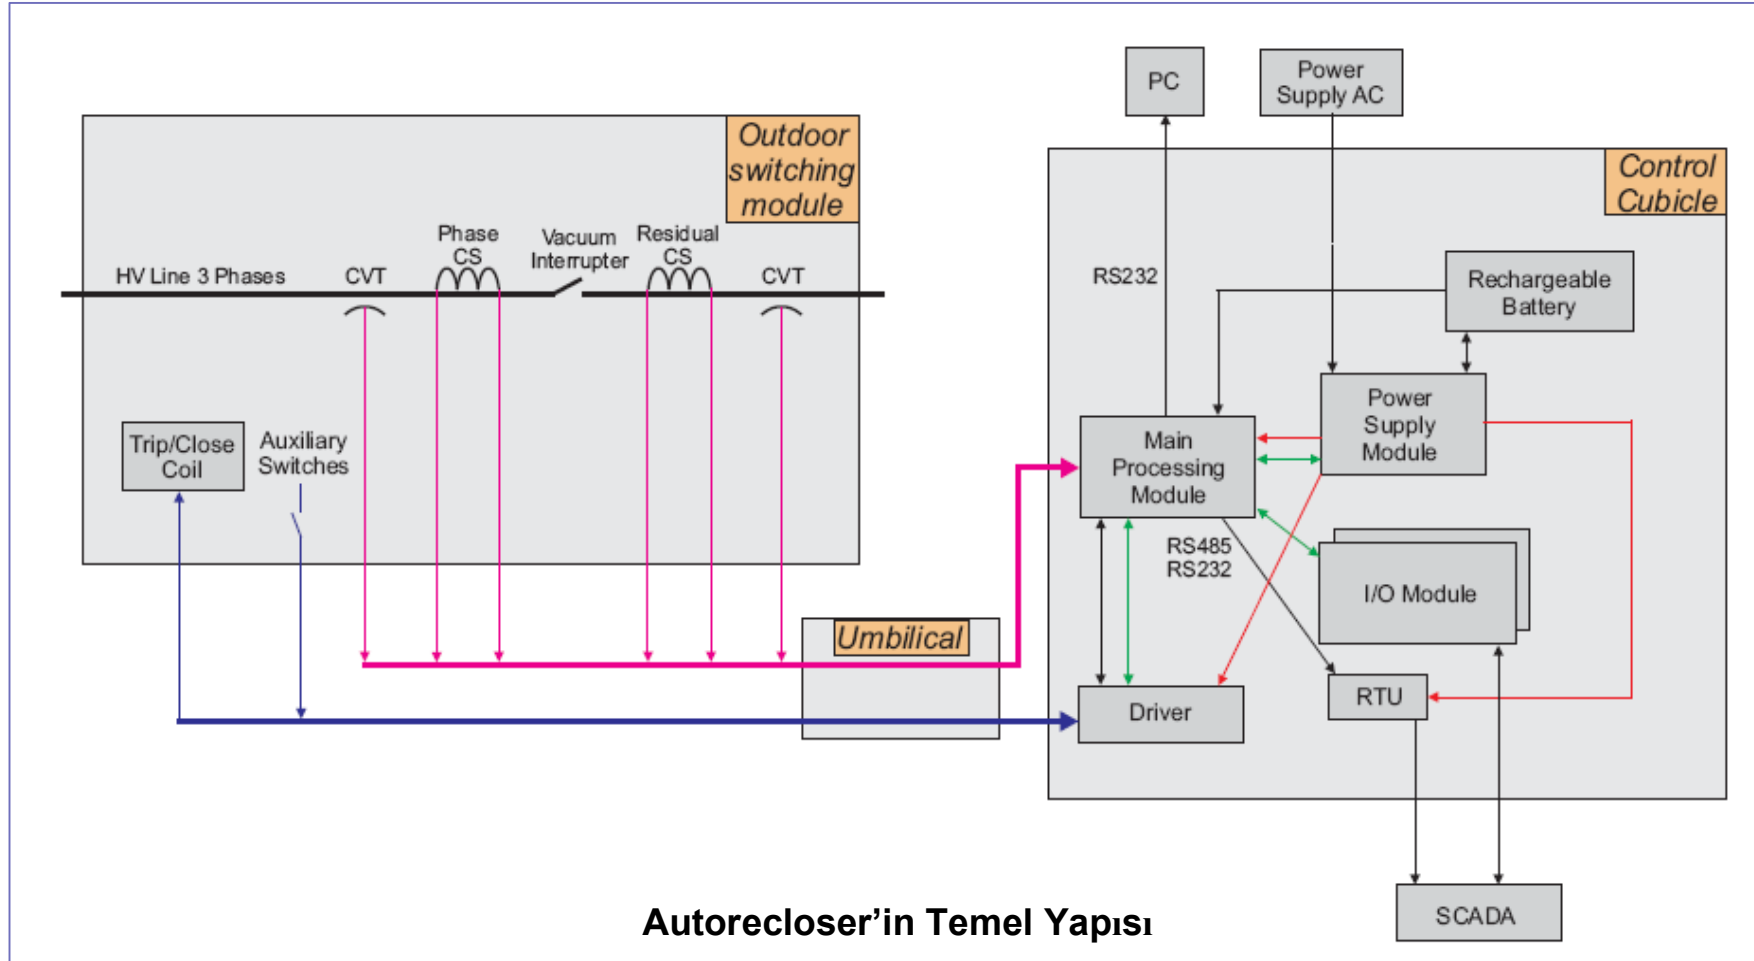 PC
Power
Supply AC
Outdoor
switching
module
Control
Cubicle
Phase
CS
Vacuum
Interrupter
Residual
CS
HV Line 3 Phases
CVT
CVT
RS232
Rechargeable
Battery
Trip/Close
Coil
Auxiliary
Switches
Main
Processing
Module
Power
Supply
Module
RS485
RS232
I/O Module
Umbilical
Driver
RTU
SCADA
Autorecloser’in Temel Yapısı